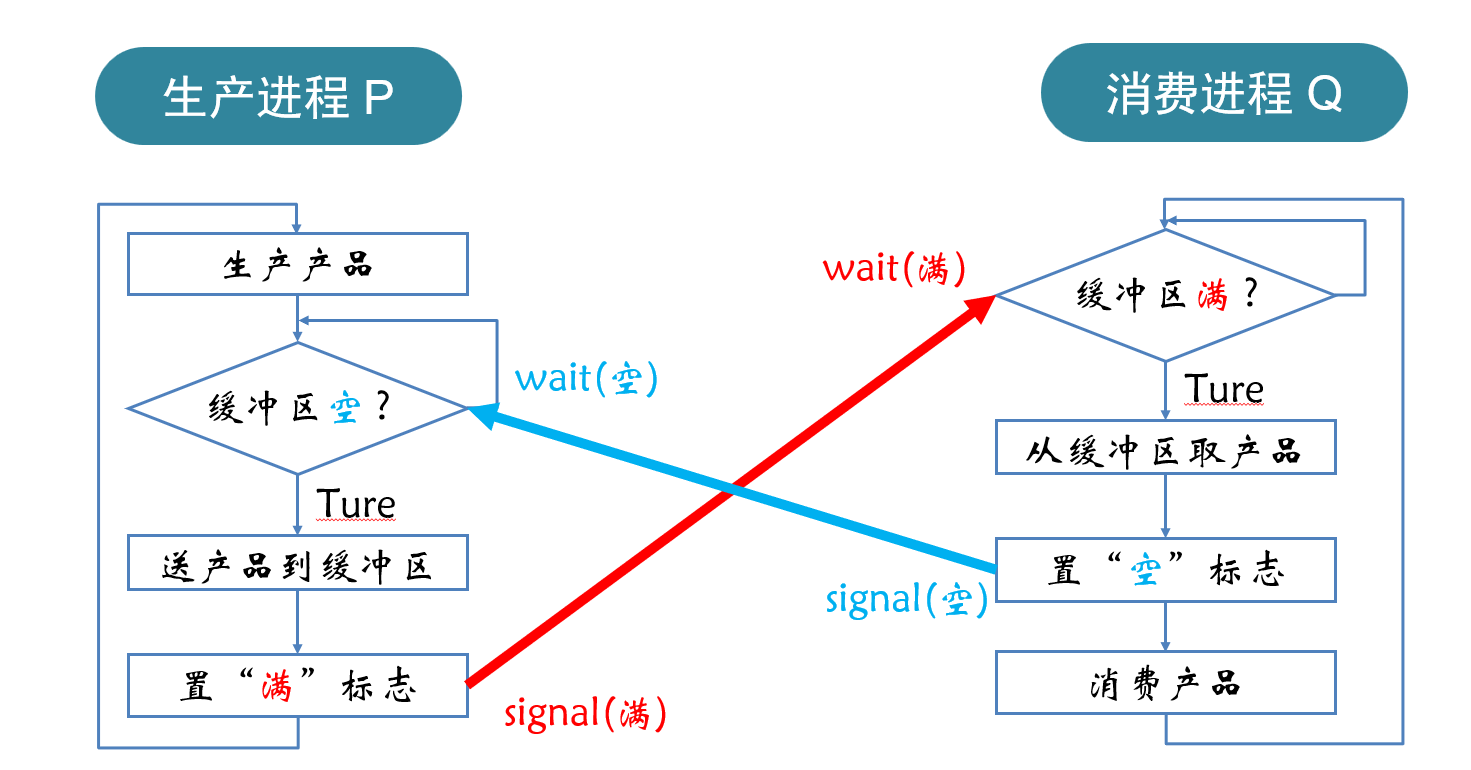 生产进程 P
生产产品
缓冲区空？
wait(空)
Ture
送产品到缓冲区
置“满”标志
signal(满)
消费进程 Q
wait(满)
缓冲区满？
Ture
从缓冲区取产品
置“空”标志
signal(空)
消费产品